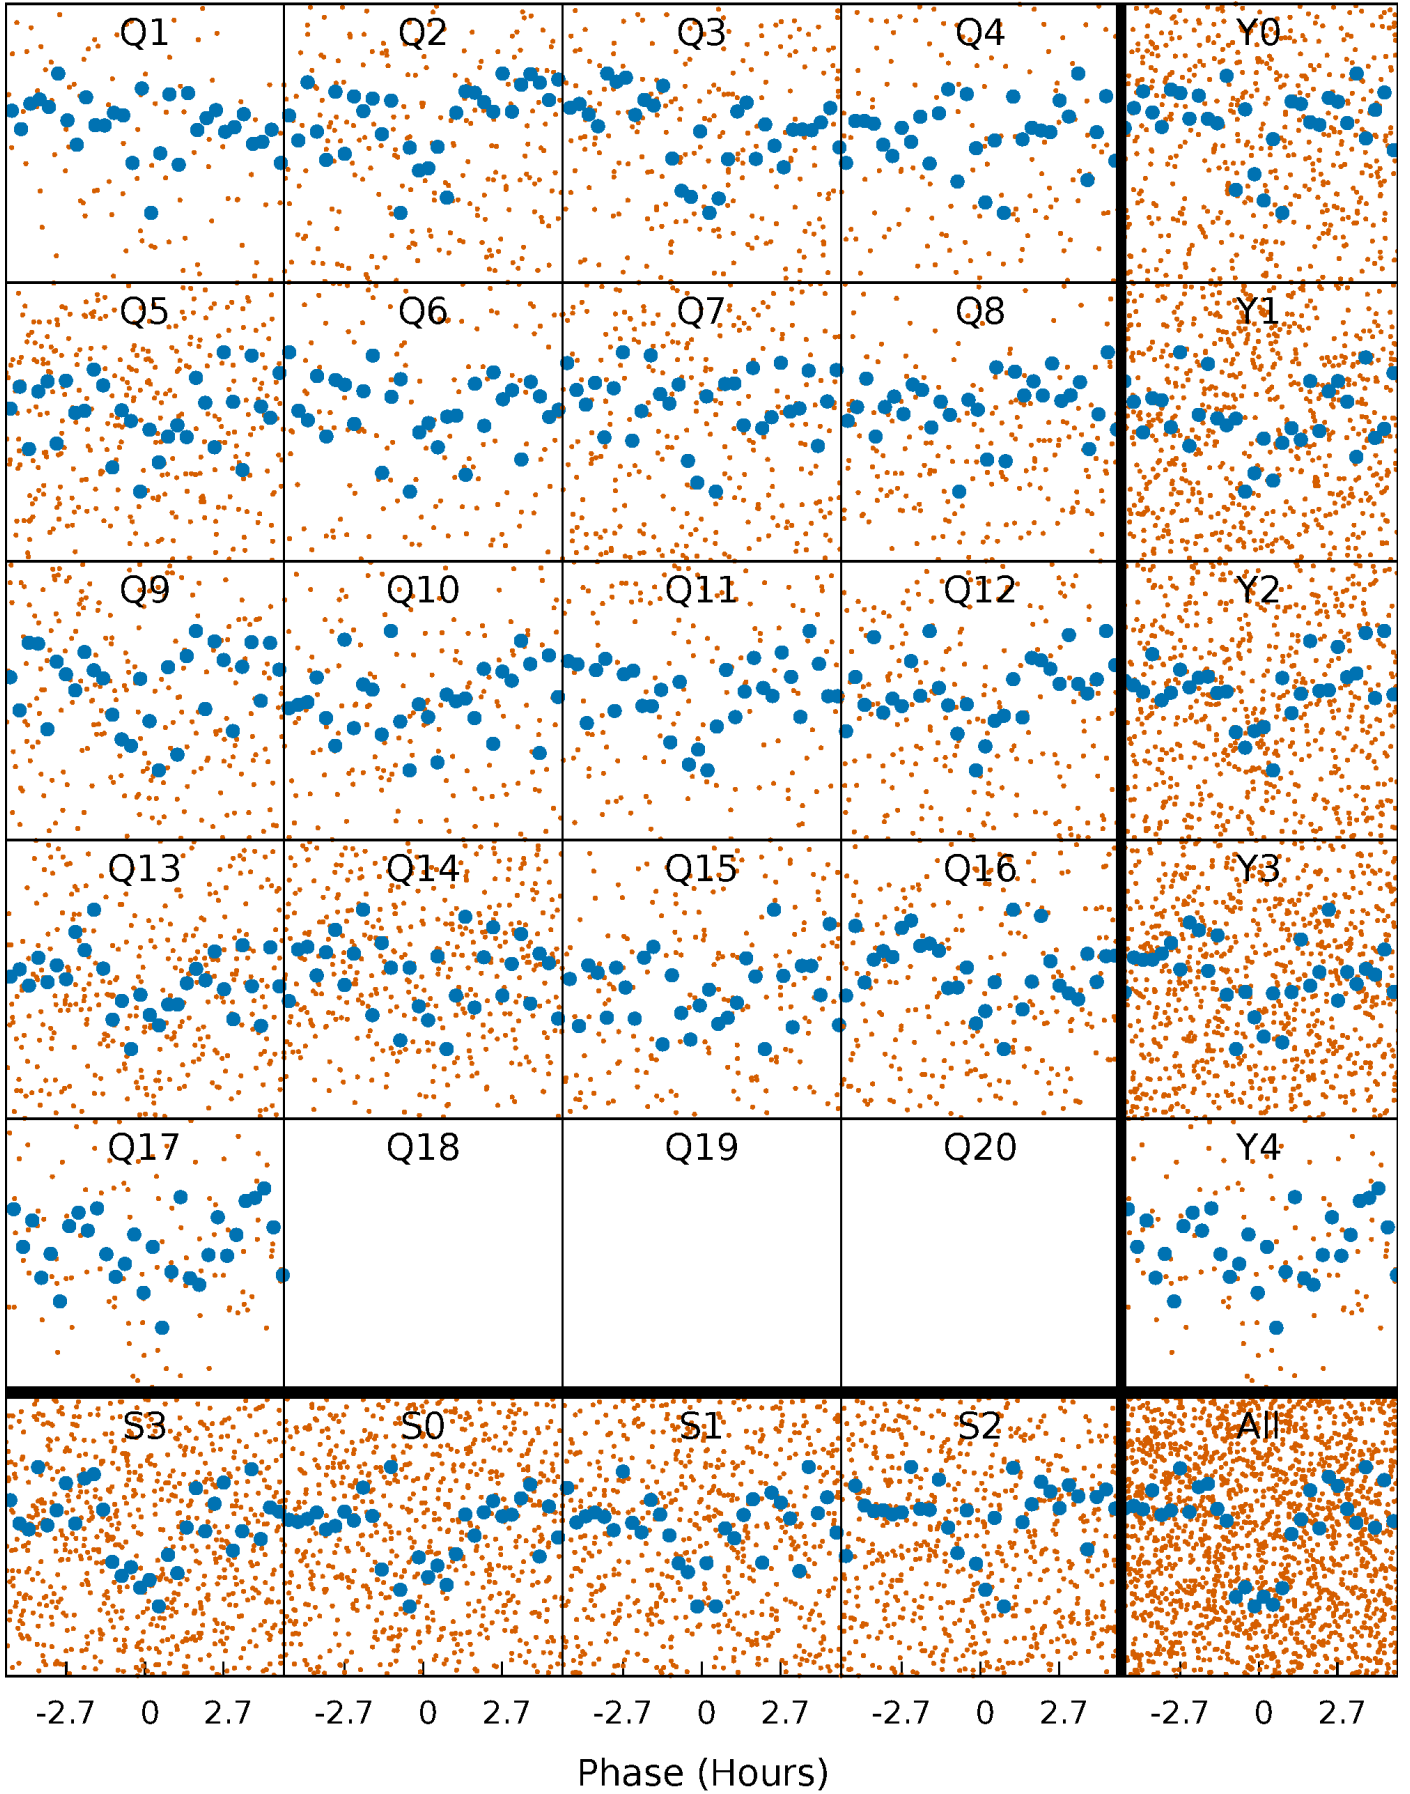 Q1 Q2 Q3 Q4 Y0
Q5 Q6 Q7 Q8 Y1
Q9 Q10 Q11 Q12 Y2
Q13 Q14 Q15 Q16 Y3
Q17 Q18 Q19 Q20 Y4
S3 S0 S1 S2 All
-2.7 0 2.7 -2.7 0 2.7 -2.7 0 2.7 -2.7 0 2.7 -2.7 0 2.7
Phase (Hours)